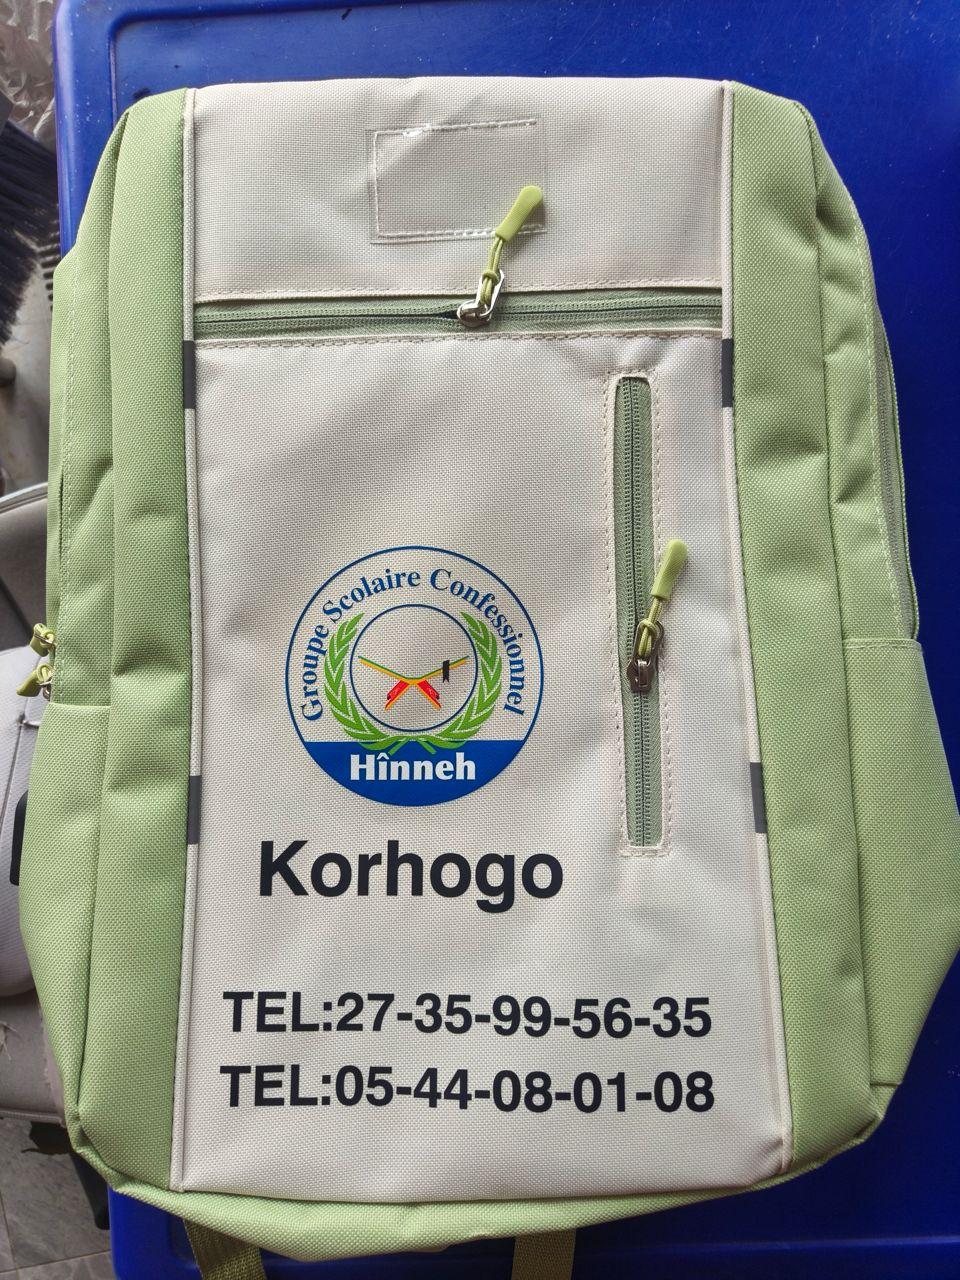 Groupe Scolaire Confessionnel
Hînneh
Korhogo
TEL:27-35-99-56-35
TEL:05-44-08-01-08